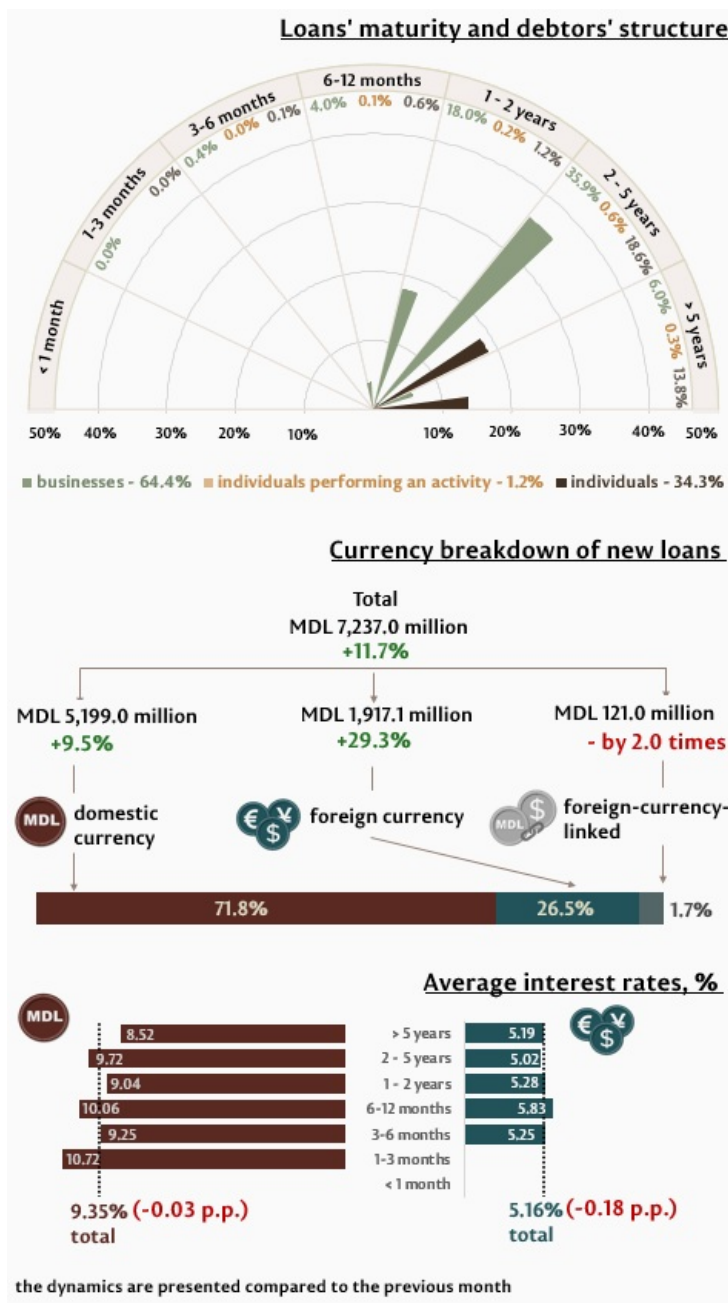 Loans' maturity and debtors' structure
< 1 month
1-3 months
3-6 months
6-12 months
1 - 2 years
2 - 5 years
> 5 years
0.0%
0.0%
0.4%
0.0%
0.1%
4.0%
0.1%
0.6%
18.0%
0.2%
1.2%
35.9%
0.6%
18.6%
6.0%
0.3%
13.8%
50% 40% 30% 20% 10% 10% 20% 30% 40% 50%
businesses - 64.4% individuals performing an activity - 1.2% individuals - 34.3%
Currency breakdown of new loans
Total
MDL 7,237.0 million
+11.7%
MDL 5,199.0 million
+9.5%
MDL 1,917.1 million
+29.3%
MDL 121.0 million
- by 2.0 times
MDL
domestic
currency
€ ¥
$
foreign currency
MDL $
foreign-currency-
linked
71.8% 26.5% 1.7%
Average interest rates, %
MDL
€ ¥
$
8.52 > 5 years 5.19
9.72 2 - 5 years 5.02
9.04 1 - 2 years 5.28
10.06 6-12 months 5.83
9.25 3-6 months 5.25
10.72 1-3 months
< 1 month
9.35% (-0.03 p.p.)
total
5.16% (-0.18 p.p.)
total
the dynamics are presented compared to the previous month